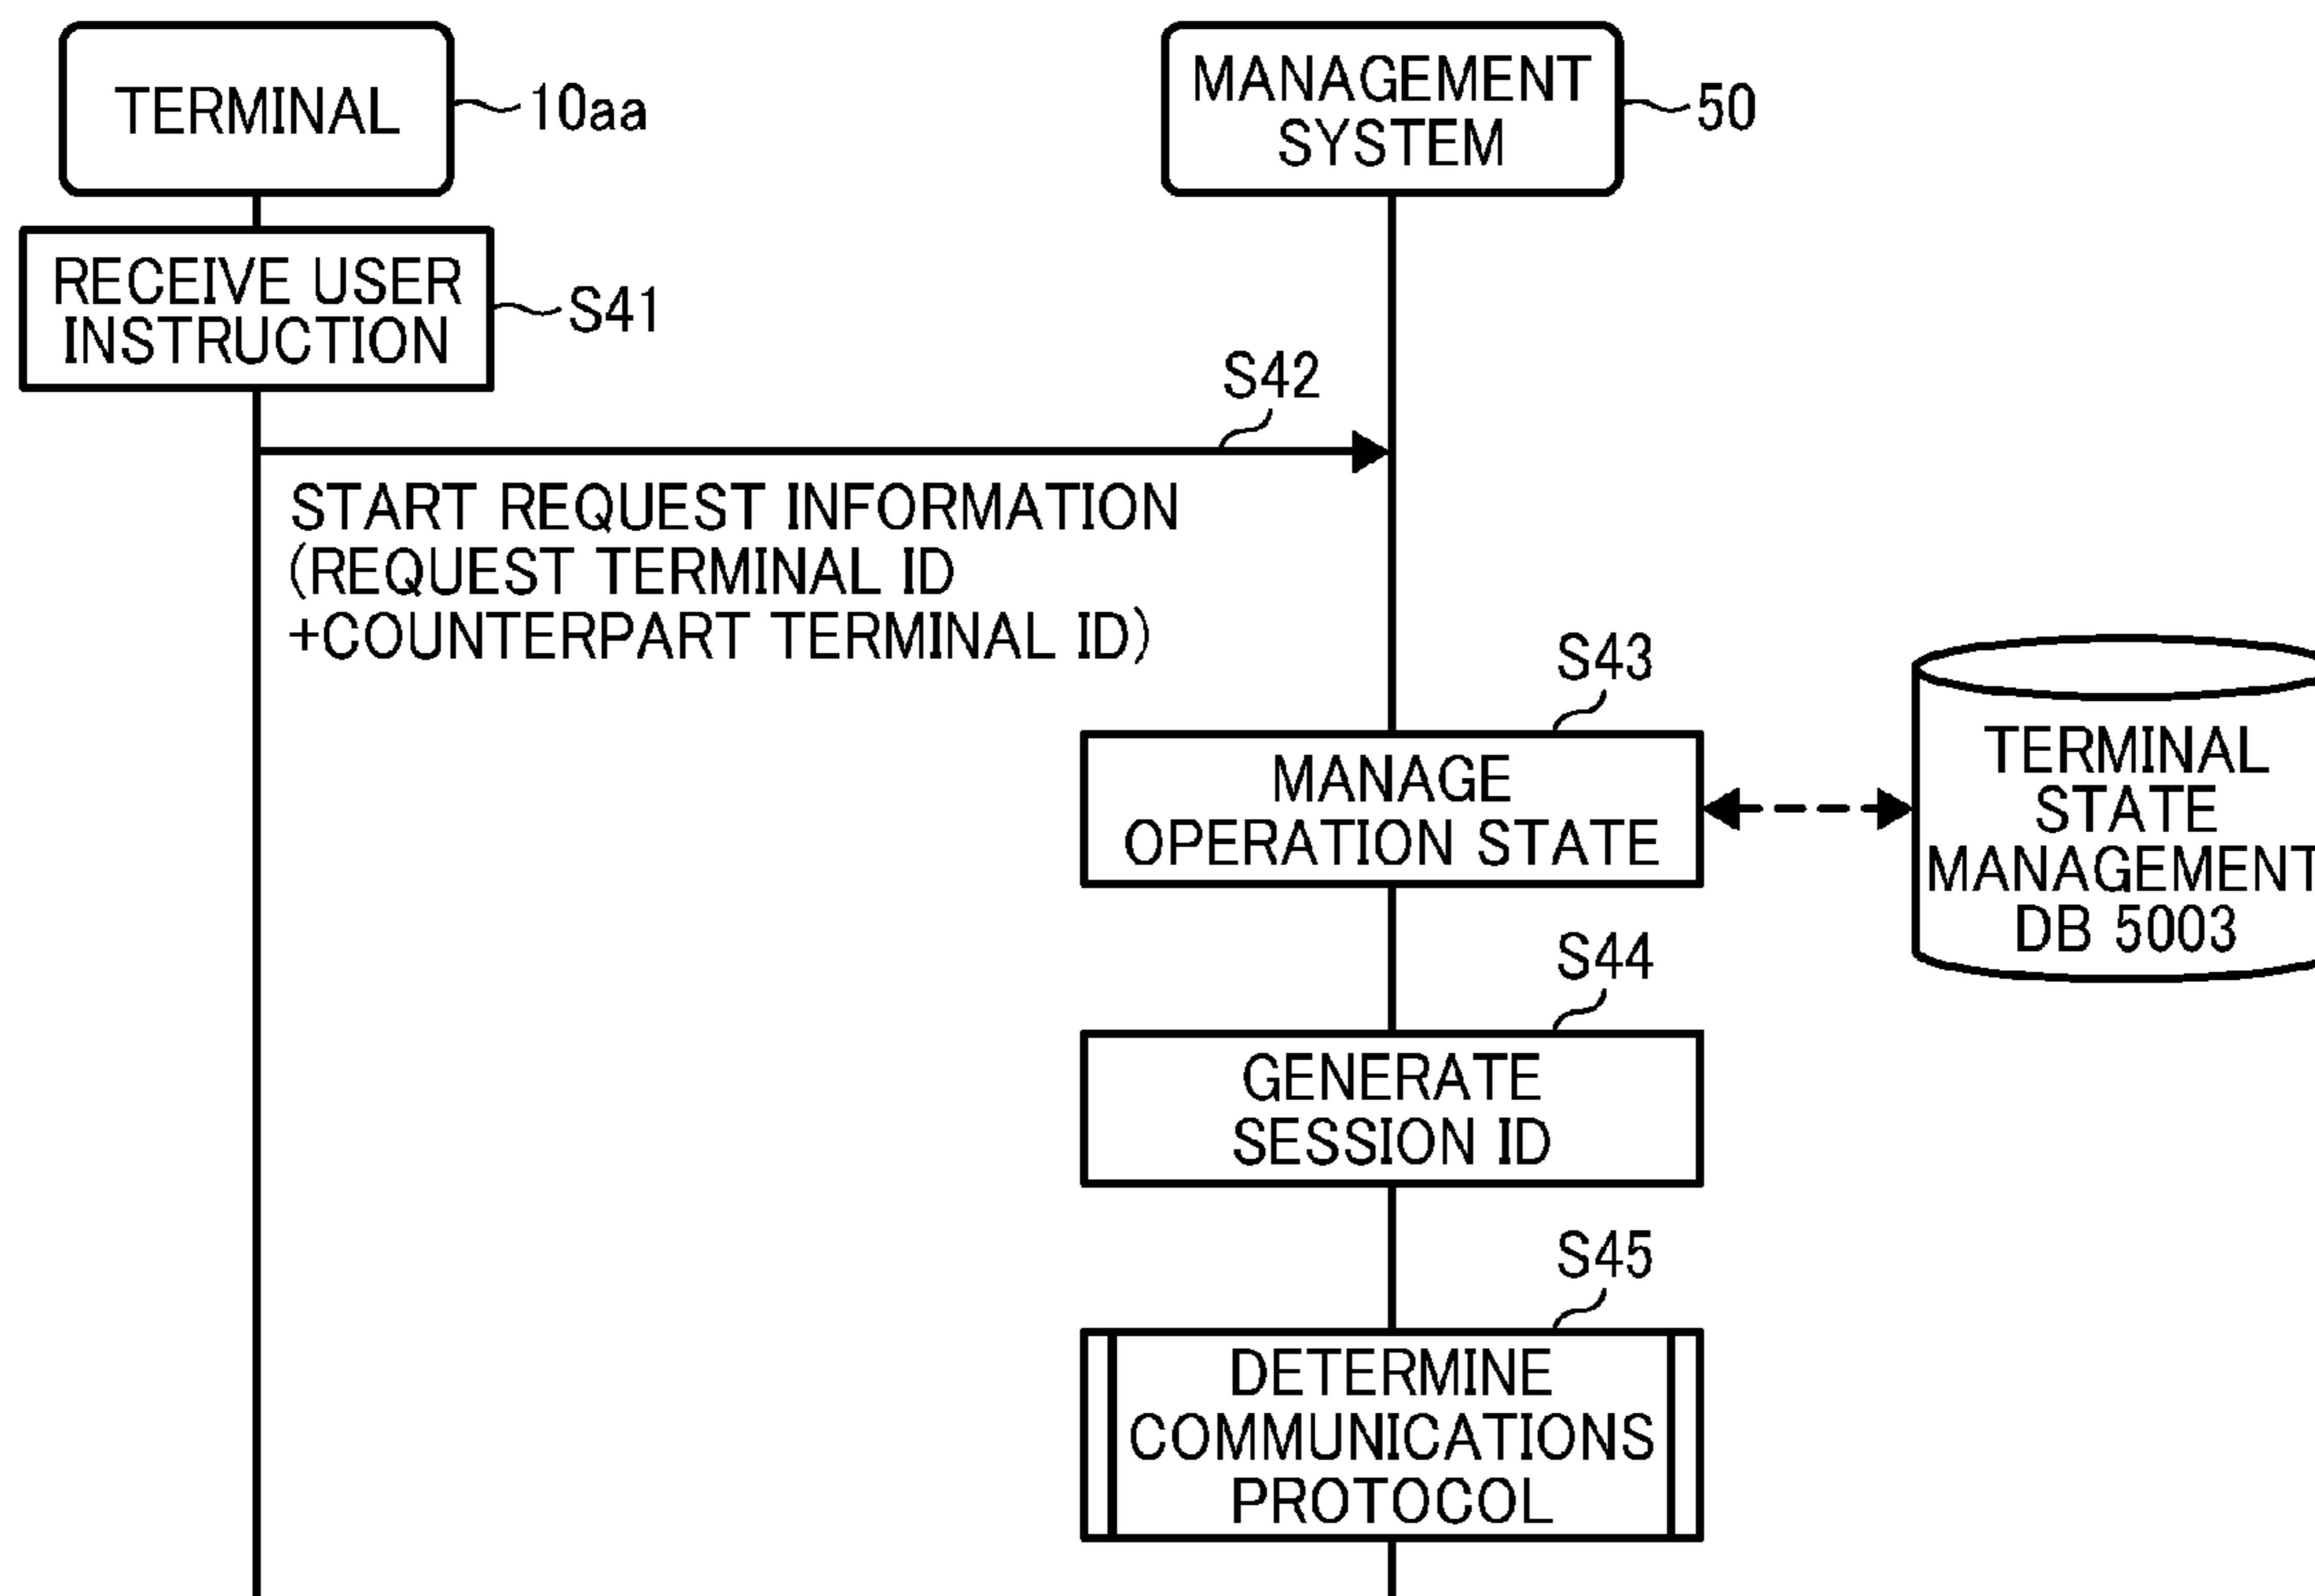 TERMINAL
10aa
MANAGEMENT
SYSTEM
50
RECEIVE USER
INSTRUCTION
S41
S42
START REQUEST INFORMATION
(REQUEST TERMINAL ID
+COUNTERPART TERMINAL ID)
S43
MANAGE
OPERATION STATE
TERMINAL
STATE
MANAGEMENT
DB 5003
S44
GENERATE
SESSION ID
S45
DETERMINE
COMMUNICATIONS
PROTOCOL